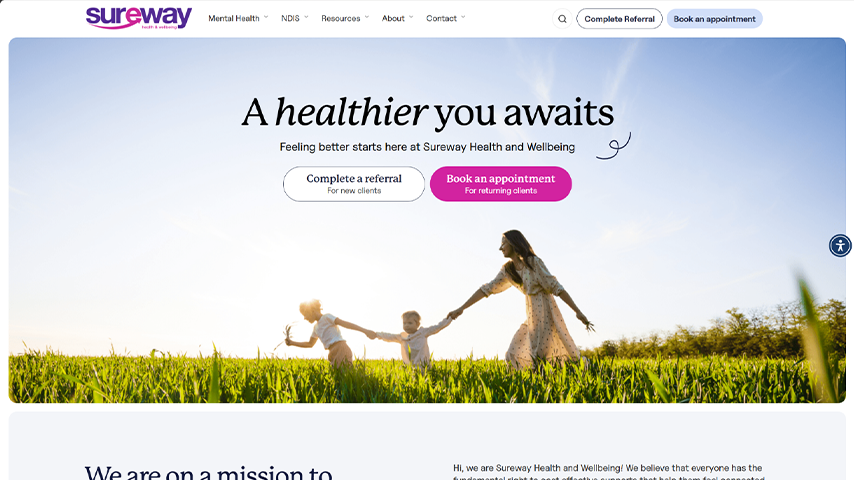 sureway
health & wellbeing
Mental Health NDIS Resources About Contact Complete Referral Book an appointment
A healthier you awaits
Feeling better starts here at Sureway Health and Wellbeing
Complete a referral
For new clients
Book an appointment
For returning clients
We are on a mission to
Hi, we are Sureway Health and Wellbeing! We believe that everyone has the
fundamental right to cost effective supports that help them feel connected